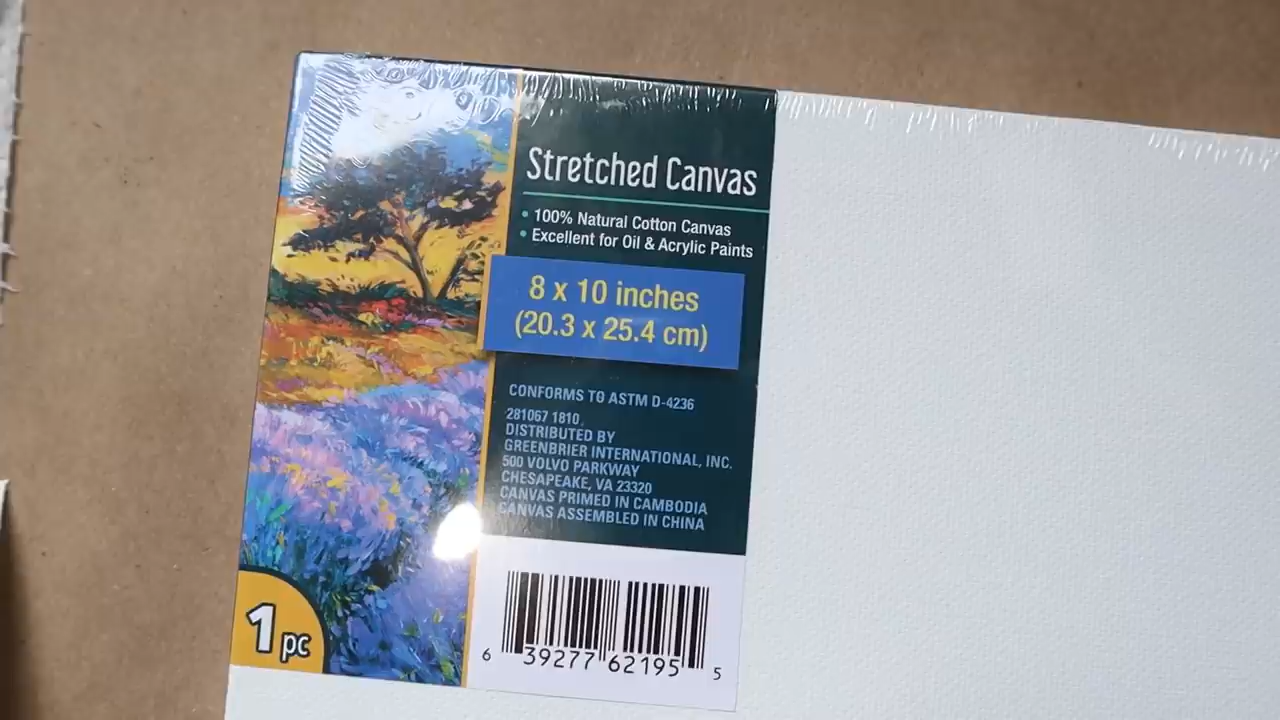 Stretched Canvas
• 100% Natural Cotton Canvas
• Excellent for Oil & Acrylic Paints
8 x 10 inches
(20.3 x 25.4 cm)
CONFORMS TO ASTM D-4236
281067 1810
DISTRIBUTED BY
GREENBRIER INTERNATIONAL, INC.
500 VOLVO PARKWAY
CHESAPEAKE, VA 23320
CANVAS PRIMED IN CAMBODIA
CANVAS ASSEMBLED IN CHINA
1 pc
6 39277 62195 5